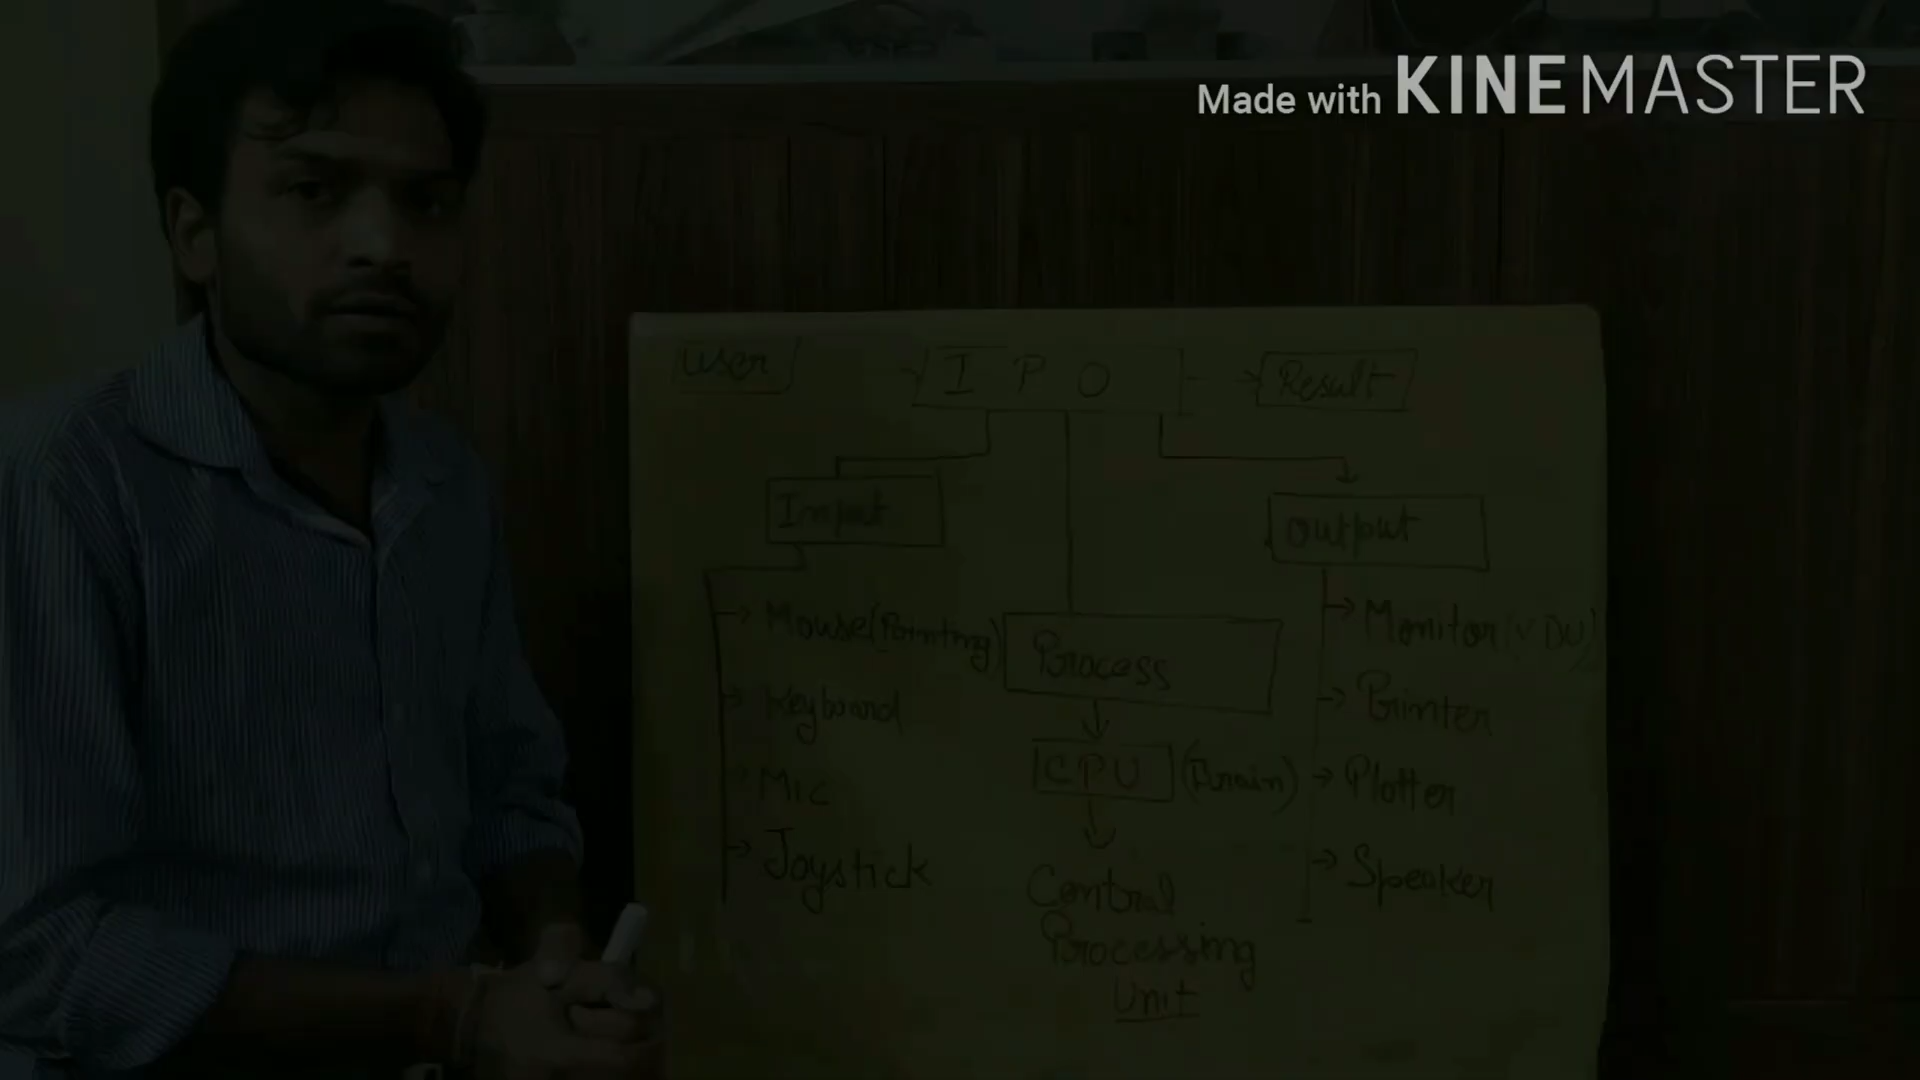 Made with KINEMASTER
User
I P O
Result
Input
Output
Mouse(Pointing)
Process
Monitor(VDU)
Keyboard
Printer
Mic
CPU
(Brain)
Plotter
Joystick
Speaker
Central
Processing
Unit